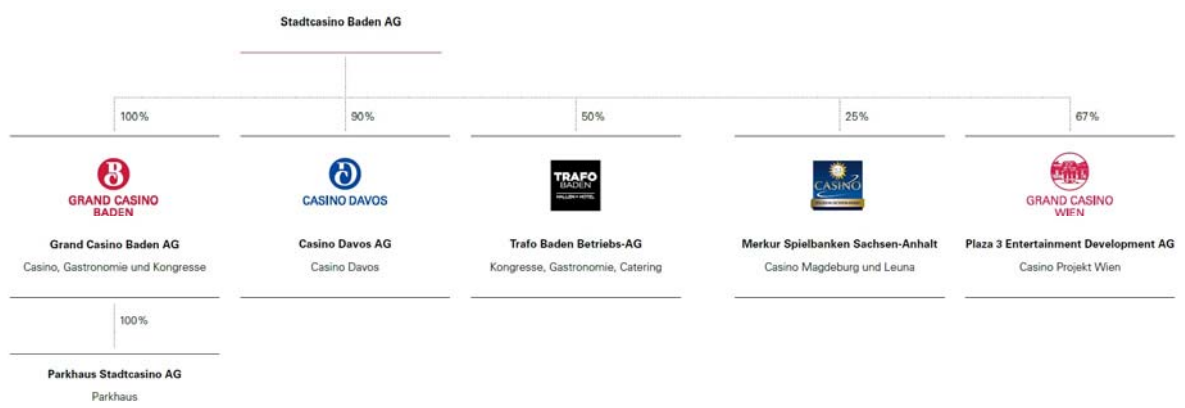 Stadtcasino Baden AG
100%
90%
50%
25%
67%
GRAND CASINO
BADEN
CASINO DAVOS
TRAFO
BADEN
HALLEN + HOTEL
CASINO
GRAND CASINO
WIEN
Grand Casino Baden AG
Casino, Gastronomie und Kongresse
Casino Davos AG
Casino Davos
Trafo Baden Betriebs-AG
Kongresse, Gastronomie, Catering
Merkur Spielbanken Sachsen-Anhalt
Casino Magdeburg und Leuna
Plaza 3 Entertainment Development AG
Casino Projekt Wien
100%
Parkhaus Stadtcasino AG
Parkhaus